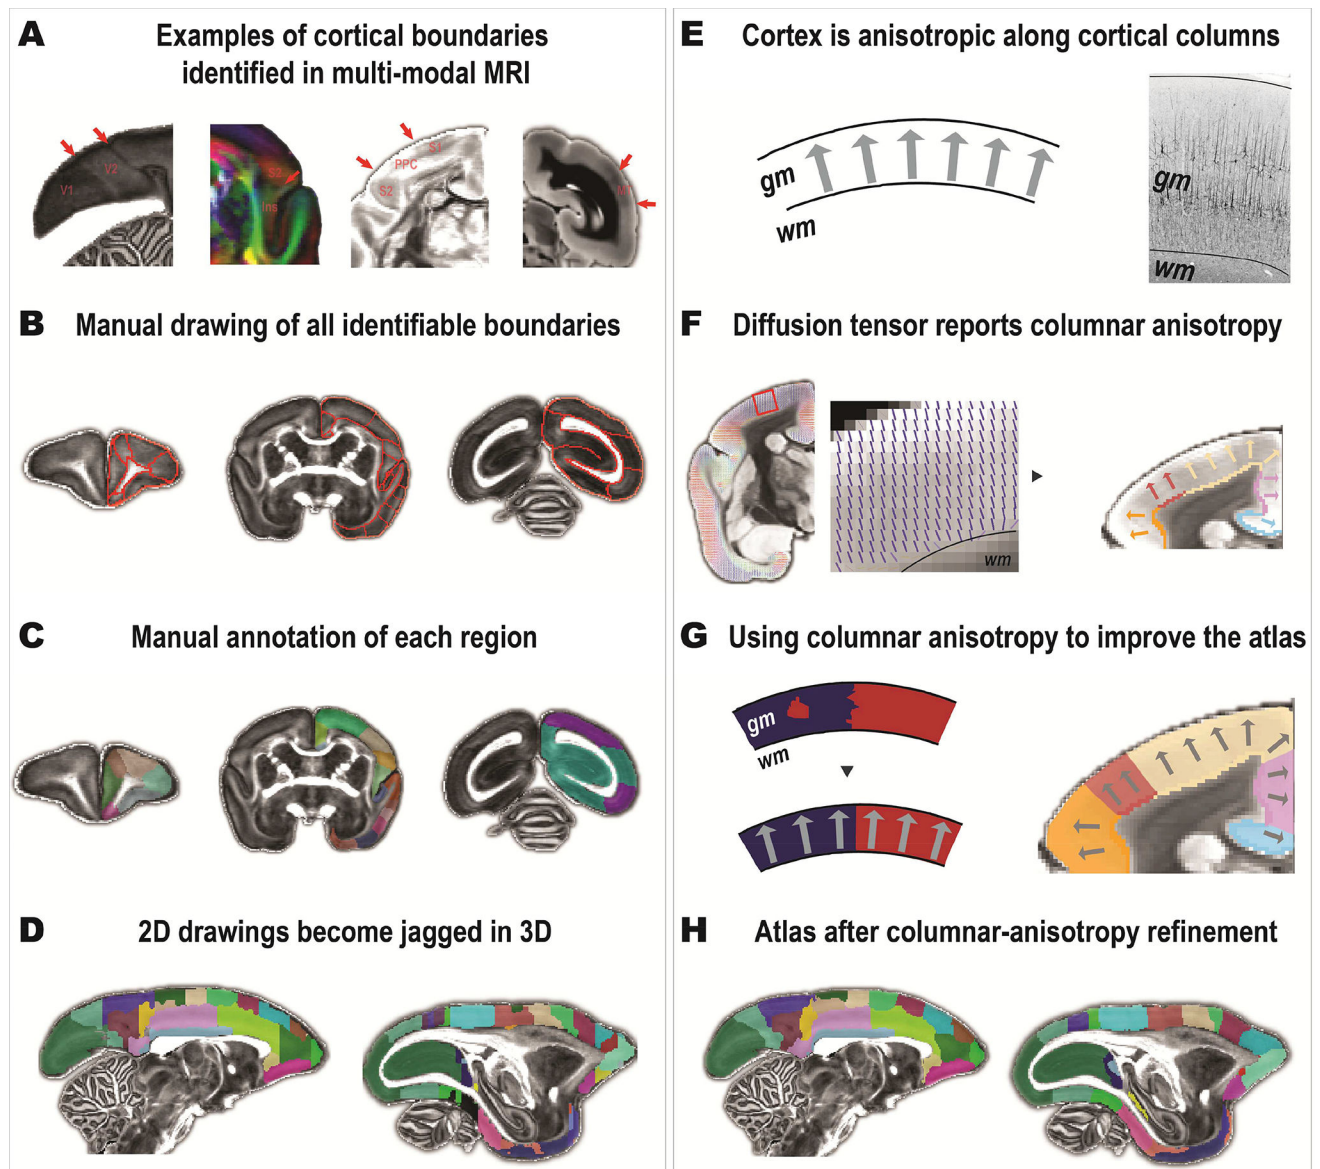 A
Examples of cortical boundaries
identified in multi-modal MRI
V1
V2
S2
Ins
S1
PPC
S2
B
Manual drawing of all identifiable boundaries
C
Manual annotation of each region
D
2D drawings become jagged in 3D
E
Cortex is anisotropic along cortical columns
gm
wm
gm
wm
F
Diffusion tensor reports columnar anisotropy
wm
G
Using columnar anisotropy to improve the atlas
gm
wm
H
Atlas after columnar-anisotropy refinement